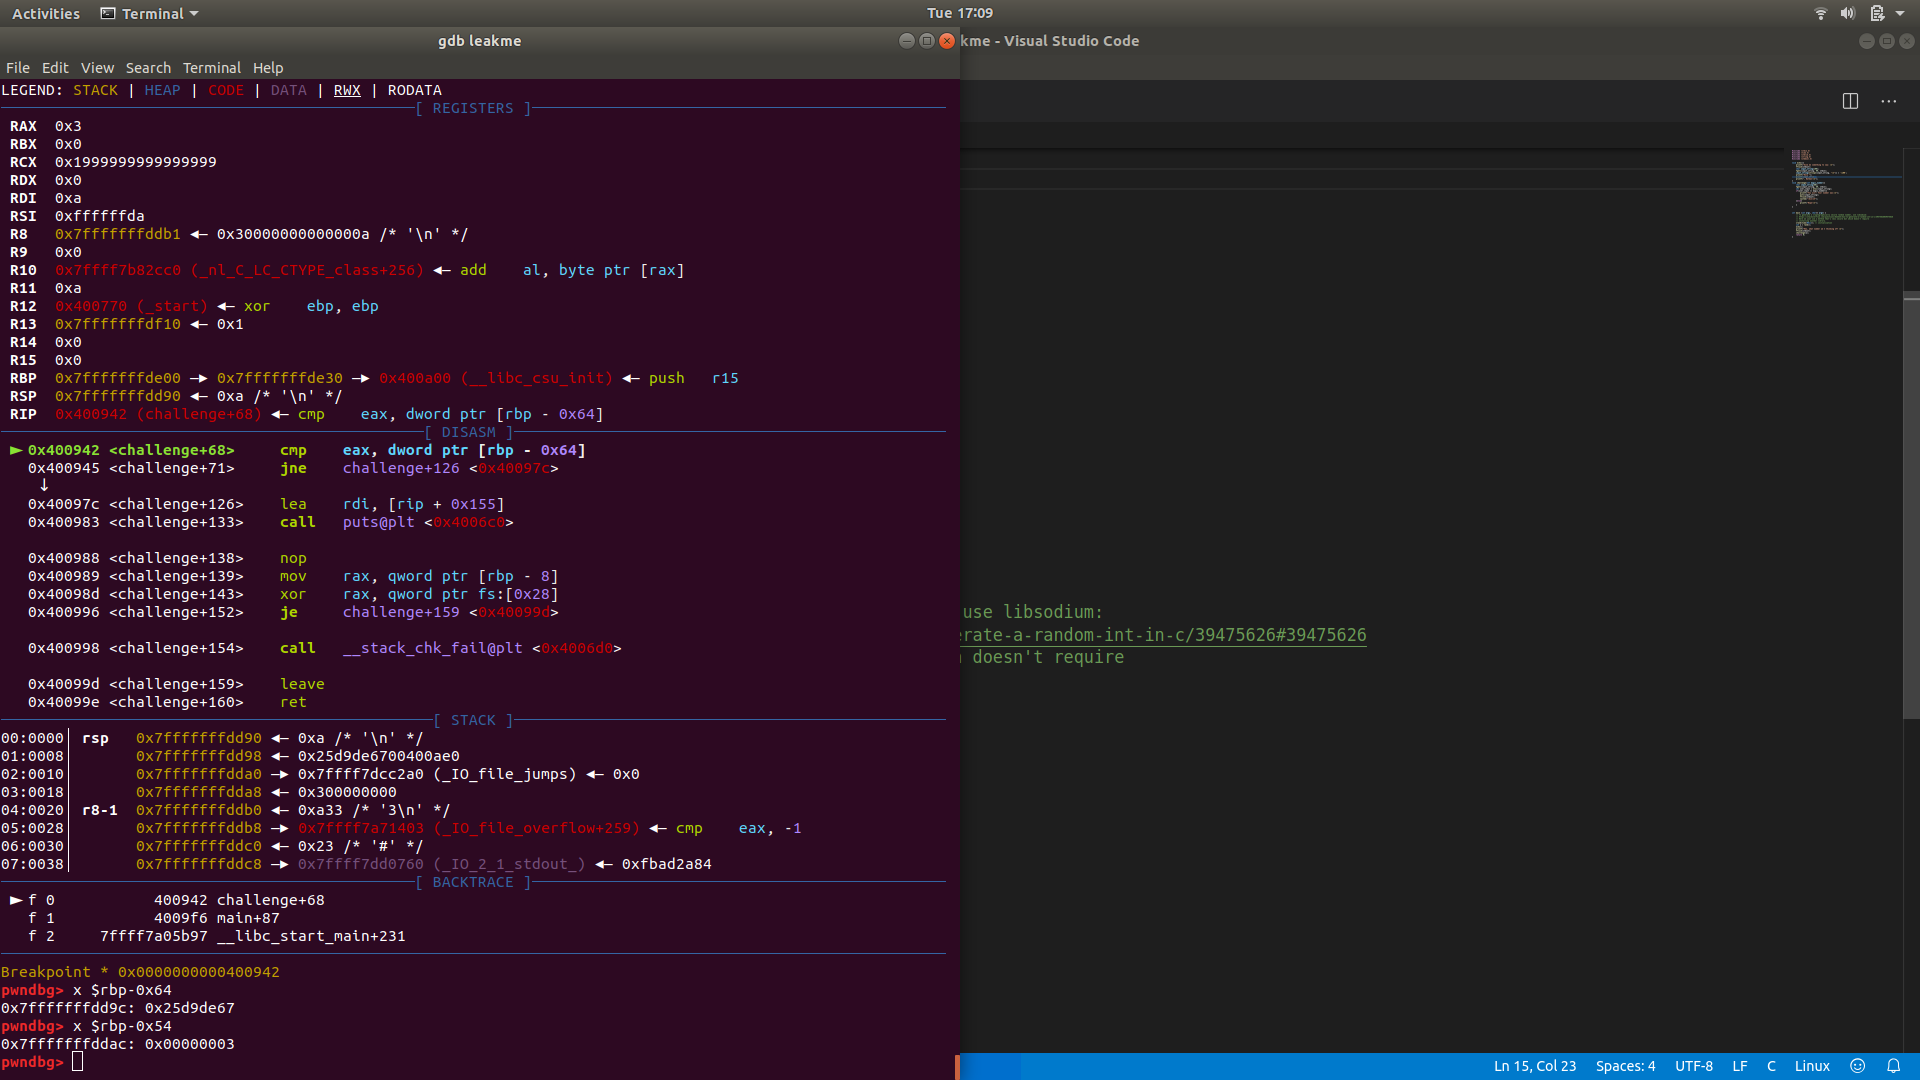 Activities Terminal Tue 17:09
gdb leakme
kme - Visual Studio Code
File Edit View Search Terminal Help
LEGEND: STACK | HEAP | CODE | DATA | RWX | RODATA
[ REGISTERS ]
RAX 0x3
RBX 0x0
RCX 0x1999999999999999
RDX 0x0
RDI 0xa
RSI 0xffffffda
R8 0x7fffffffddb1 ◂— 0x30000000000000a /* '\n' */
R9 0x0
R10 0x7ffff7b82cc0 (_nl_C_LC_CTYPE_class+256) ◂— add al, byte ptr [rax]
R11 0xa
R12 0x400770 (_start) ◂— xor ebp, ebp
R13 0x7fffffffdf10 ◂— 0x1
R14 0x0
R15 0x0
RBP 0x7fffffffde00 —▸ 0x7fffffffde30 —▸ 0x400a00 (__libc_csu_init) ◂— push r15
RSP 0x7fffffffdd90 ◂— 0xa /* '\n' */
RIP 0x400942 (challenge+68) ◂— cmp eax, dword ptr [rbp - 0x64]
[ DISASM ]
► 0x400942 <challenge+68> cmp eax, dword ptr [rbp - 0x64]
0x400945 <challenge+71> jne challenge+126 <0x40097c>
↓
0x40097c <challenge+126> lea rdi, [rip + 0x155]
0x400983 <challenge+133> call puts@plt <0x4006c0>
0x400988 <challenge+138> nop
0x400989 <challenge+139> mov rax, qword ptr [rbp - 8]
0x40098d <challenge+143> xor rax, qword ptr fs:[0x28]
0x400996 <challenge+152> je challenge+159 <0x40099d>
0x400998 <challenge+154> call __stack_chk_fail@plt <0x4006d0>
0x40099d <challenge+159> leave
0x40099e <challenge+160> ret
[ STACK ]
00:0000│ rsp 0x7fffffffdd90 ◂— 0xa /* '\n' */
01:0008│ 0x7fffffffdd98 ◂— 0x25d9de6700400ae0
02:0010│ 0x7fffffffdda0 —▸ 0x7ffff7dcc2a0 (_IO_file_jumps) ◂— 0x0
03:0018│ 0x7fffffffdda8 ◂— 0x300000000
04:0020│ r8-1 0x7fffffffddb0 ◂— 0xa33 /* '3\n' */
05:0028│ 0x7fffffffddb8 —▸ 0x7ffff7a71403 (_IO_file_overflow+259) ◂— cmp eax, -1
06:0030│ 0x7fffffffddc0 ◂— 0x23 /* '#' */
07:0038│ 0x7fffffffddc8 —▸ 0x7ffff7dd0760 (_IO_2_1_stdout_) ◂— 0xfbad2a84
[ BACKTRACE ]
► f 0 400942 challenge+68
f 1 4009f6 main+87
f 2 7ffff7a05b97 __libc_start_main+231
Breakpoint * 0x0000000000400942
pwndbg> x $rbp-0x64
0x7fffffffdd9c: 0x25d9de67
pwndbg> x $rbp-0x54
0x7fffffffddac: 0x00000003
pwndbg>
use libsodium:
erate-a-random-int-in-c/39475626#39475626
doesn't require
Ln 15, Col 23 Spaces: 4 UTF-8 LF C Linux